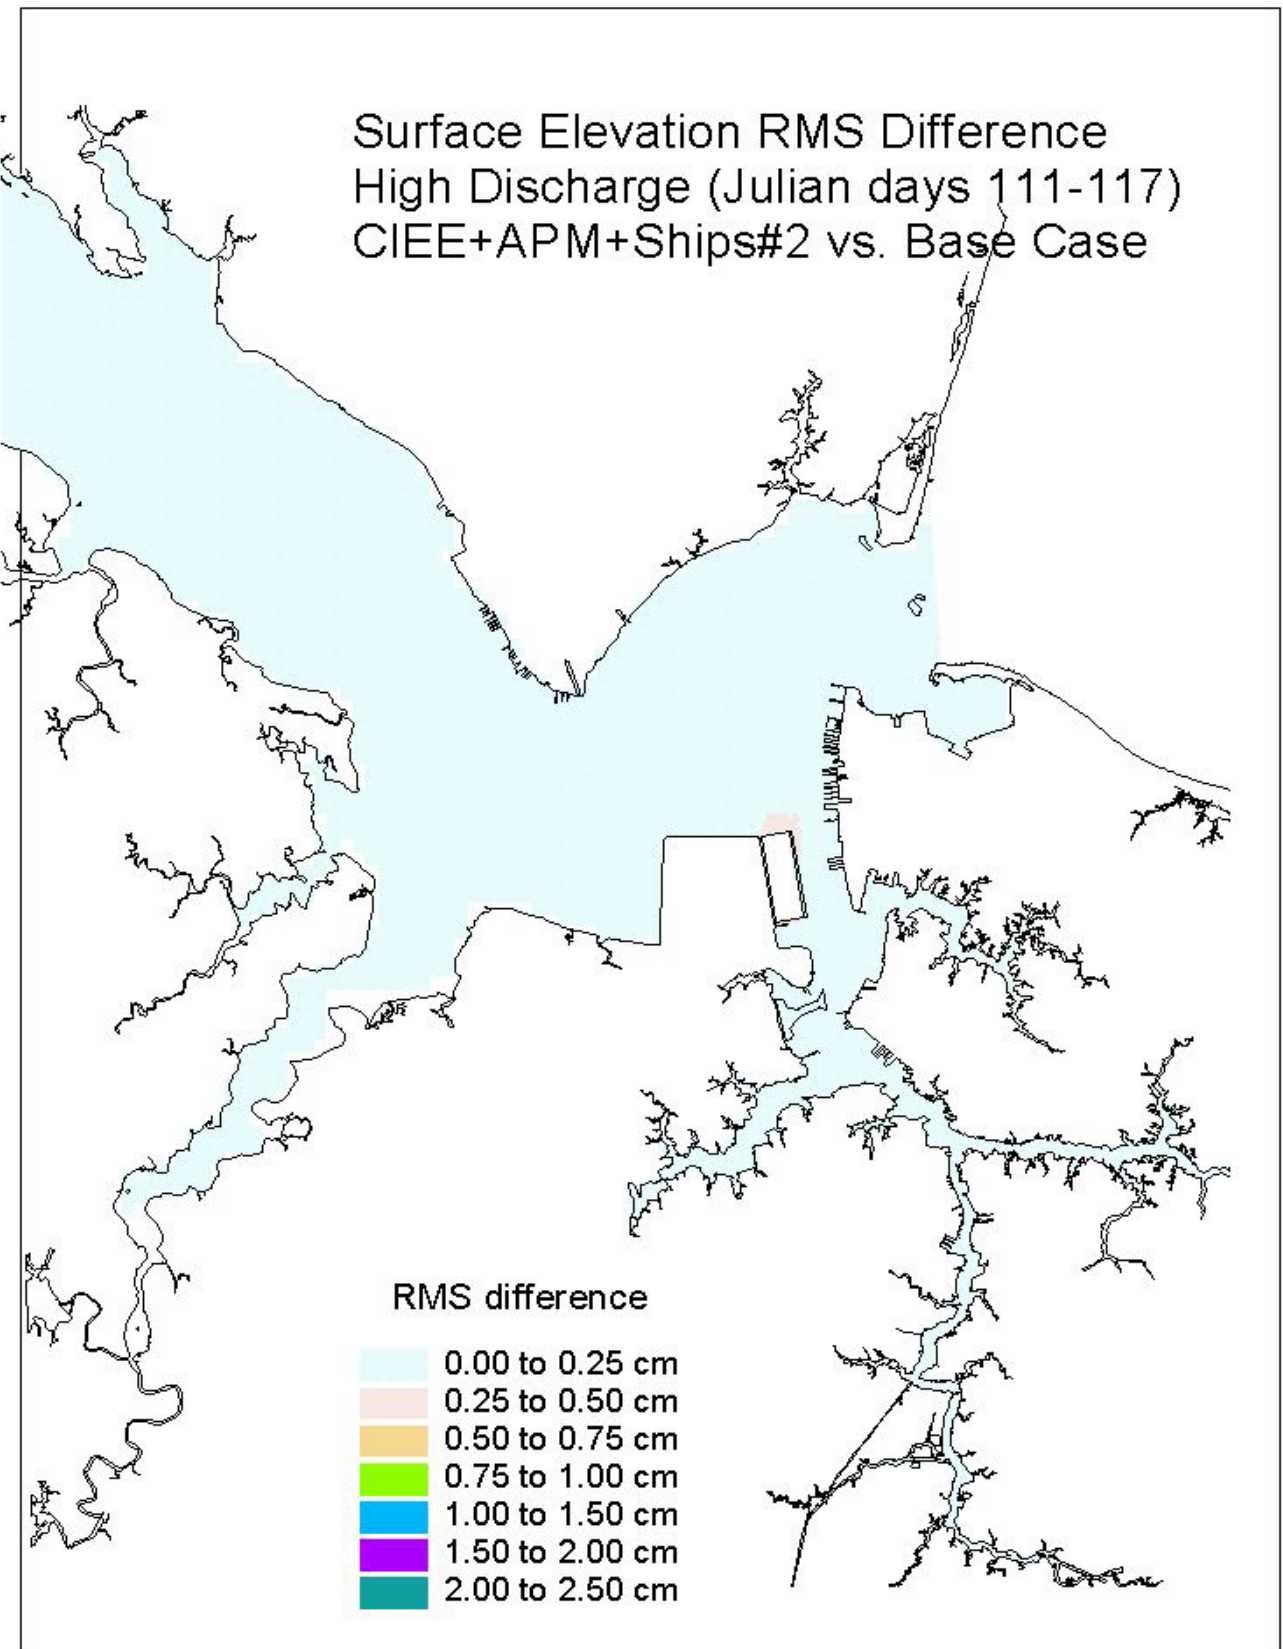 Surface Elevation RMS Difference
High Discharge (Julian days 111-117)
CIEE+APM+Ships#2 vs. Base Case
RMS difference
0.00 to 0.25 cm
0.25 to 0.50 cm
0.50 to 0.75 cm
0.75 to 1.00 cm
1.00 to 1.50 cm
1.50 to 2.00 cm
2.00 to 2.50 cm